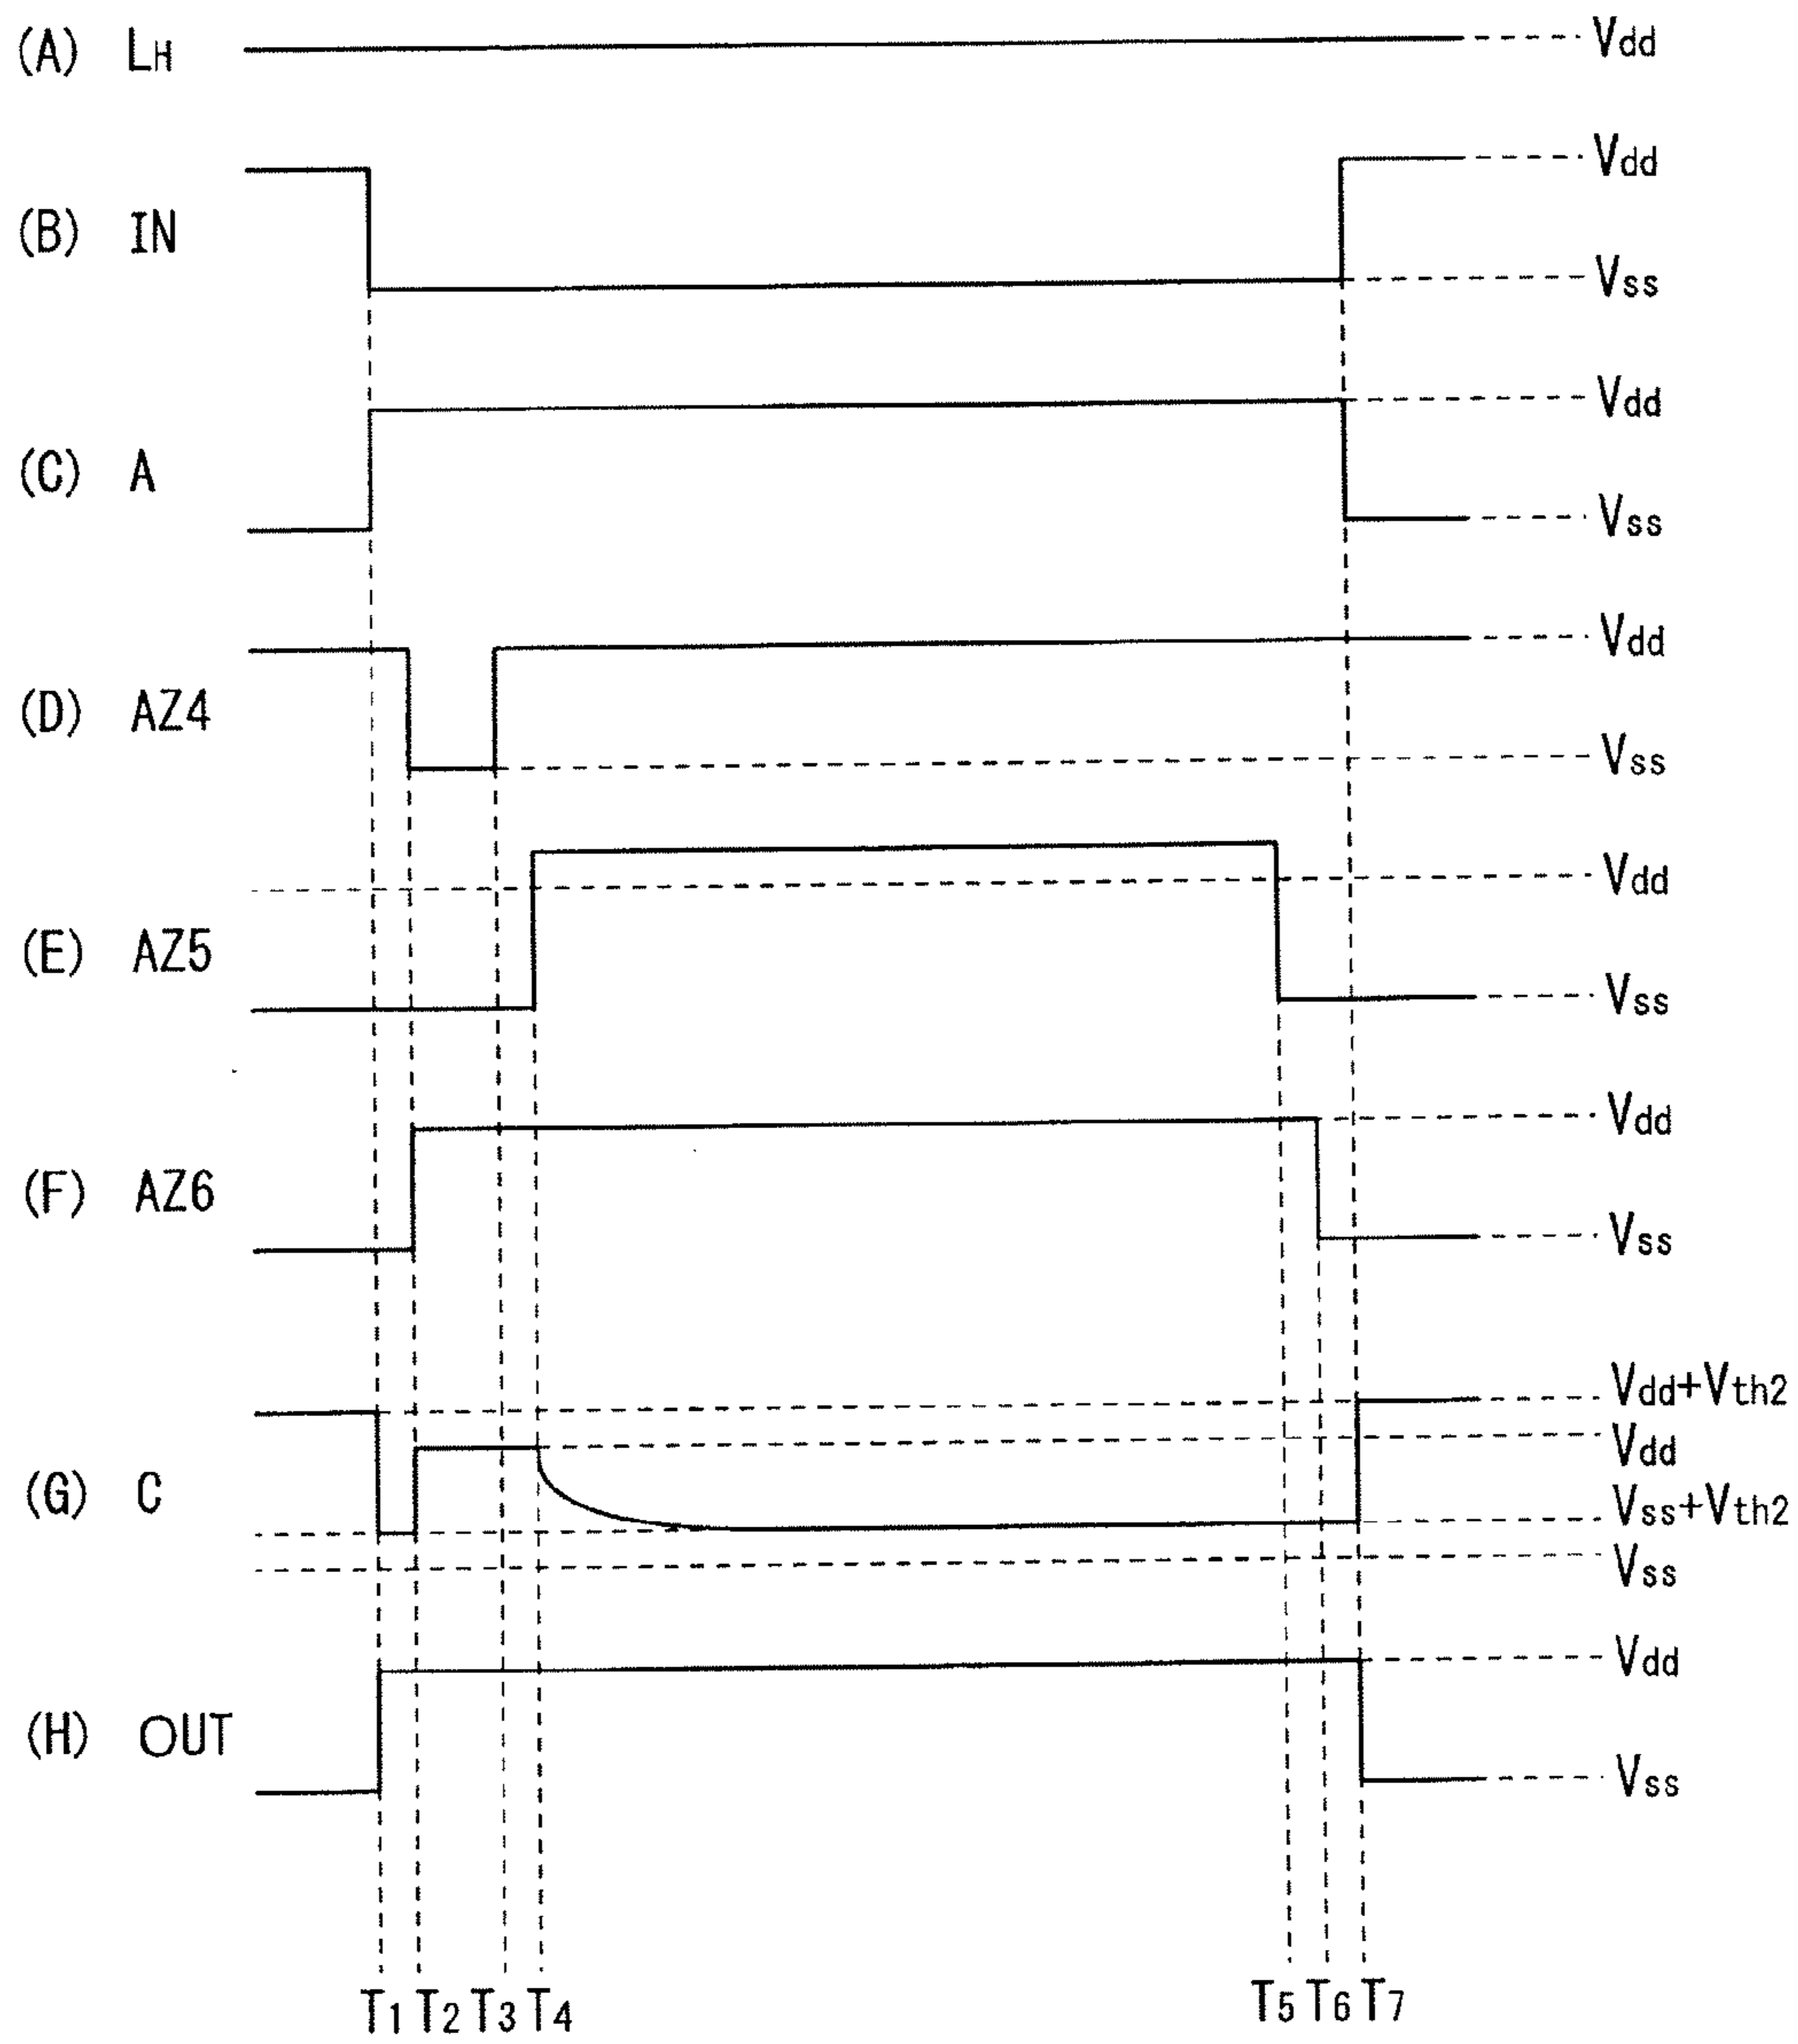 (A) LH Vdd
Vdd
(B) IN
Vss
Vdd
(C) A
Vss
Vdd
(D) AZ4
Vss
Vdd
(E) AZ5
Vss
Vdd
(F) AZ6
Vss
Vdd+Vth2
Vdd
(G) C
Vss+Vth2
Vss
Vdd
(H) OUT
Vss
T1 T2 T3 T4 T5 T6 T7